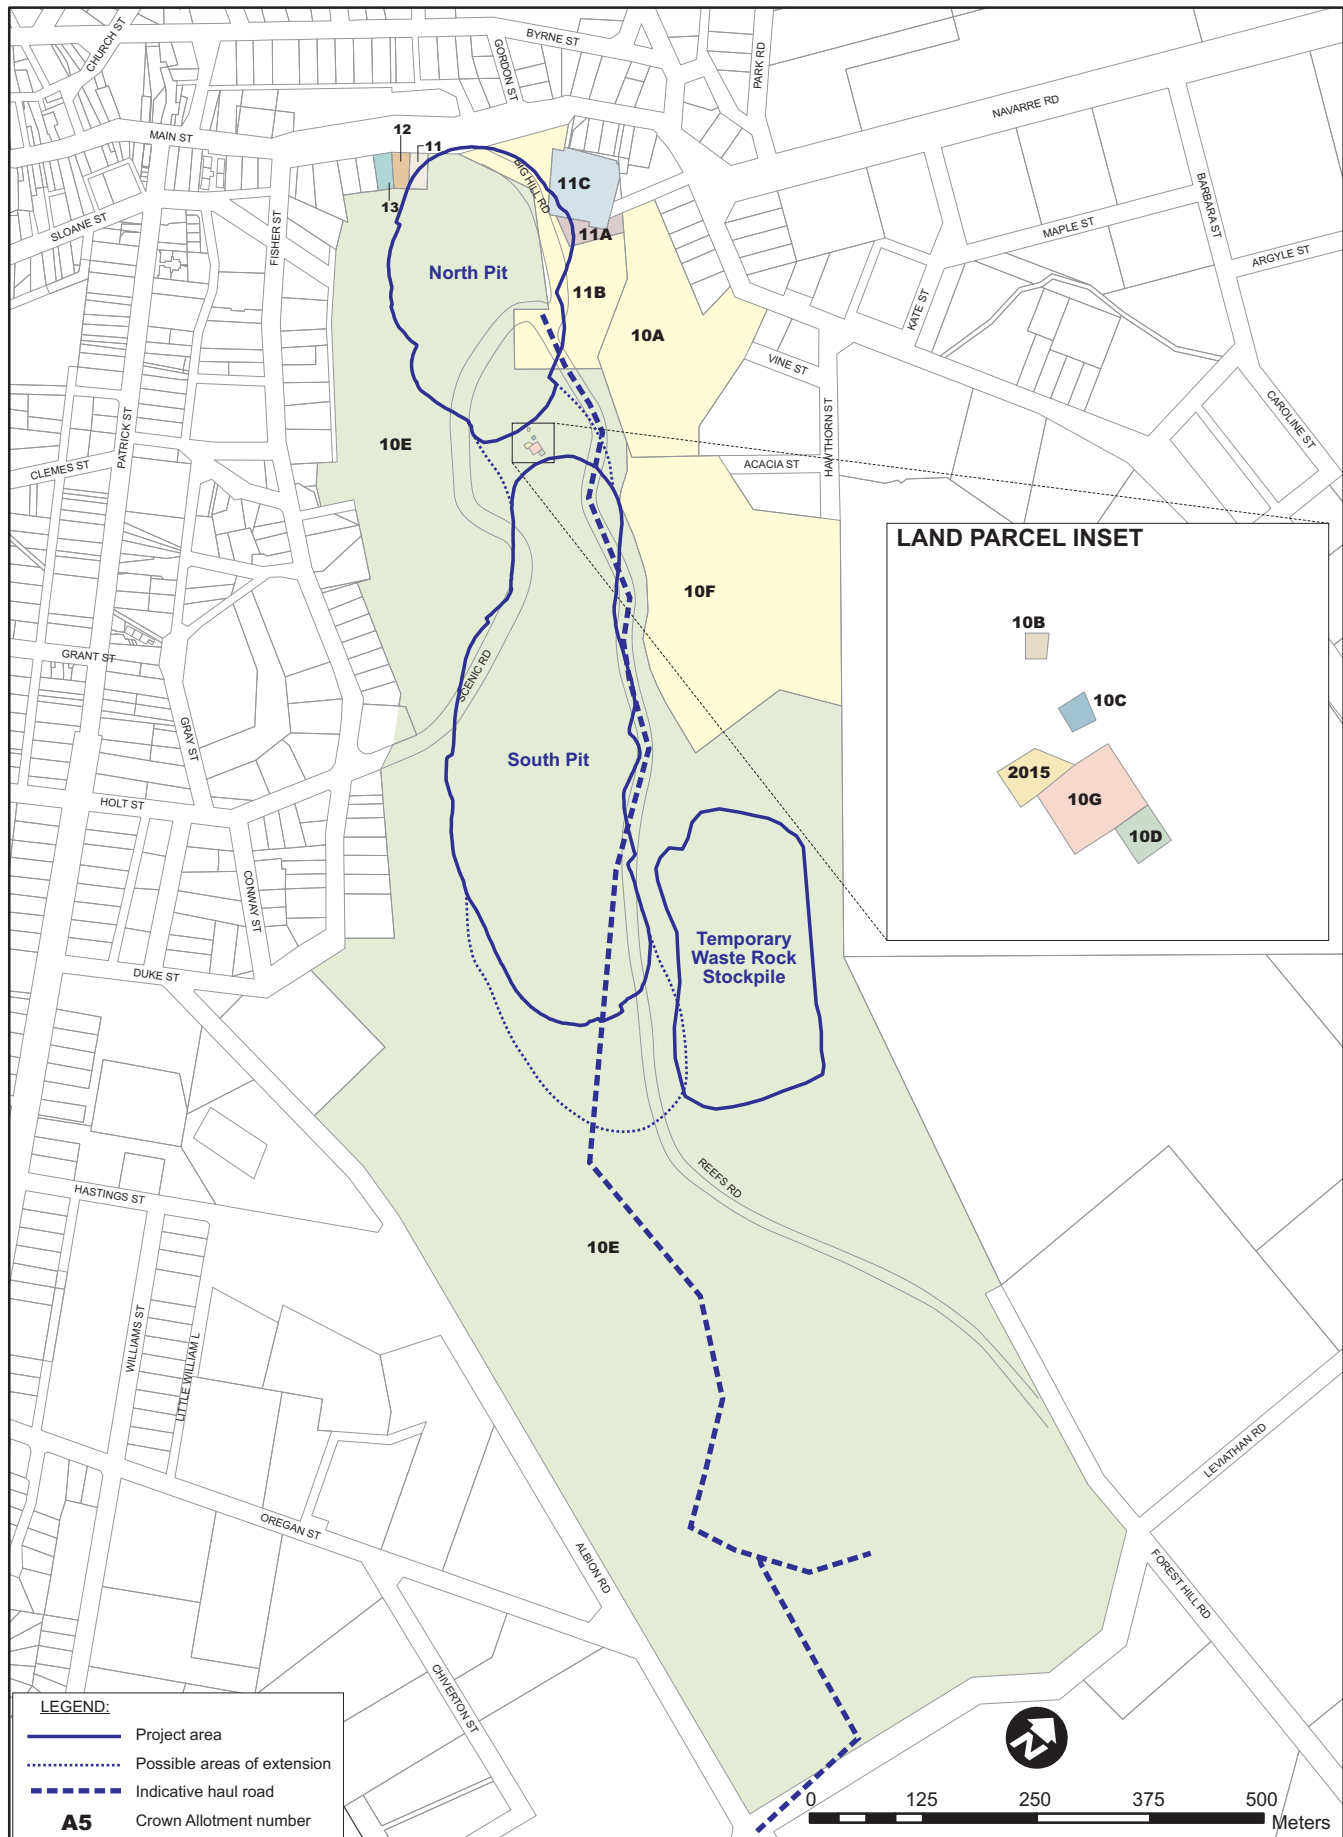 CHURCH ST
BYRNE ST
GORDON ST
PARK RD
NAVARRE RD
MAIN ST
12
11
13
BIG HILL RD
11C
11A
SLOANE ST
FISHER ST
BARBARA ST
MAPLE ST
ARGYLE ST
North Pit
11B
10A
KATE ST
VINE ST
CAROLINE ST
PATRICK ST
HAWTHORN ST
10E
CLEMES ST
ACACIA ST
LAND PARCEL INSET
10F
10B
10C
2015
10G
10D
GRANT ST
SCENIC RD
GRAY ST
South Pit
HOLT ST
CONWAY ST
Temporary
Waste Rock
Stockpile
DUKE ST
REEFS RD
HASTINGS ST
10E
WILLIAMS ST
LITTLE WILLIAM L
LEVIATHAN RD
OREGAN ST
ALBION RD
FOREST HILL RD
CHIVERTON ST
LEGEND:
Project area
Possible areas of extension
Indicative haul road
A5 Crown Allotment number
N
0 125 250 375 500
Meters